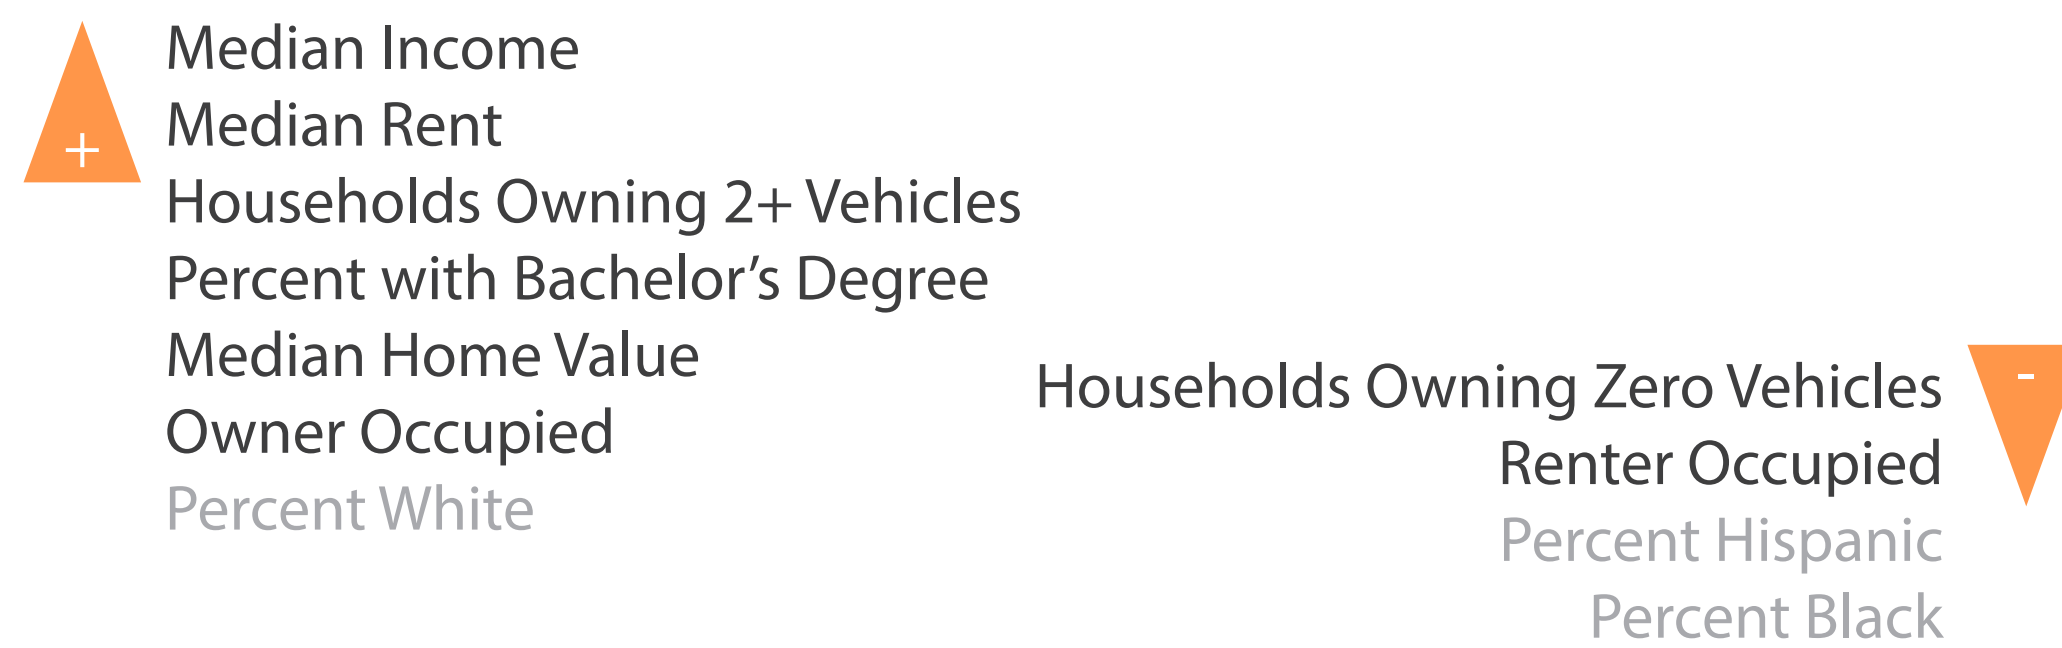 Median Income
Median Rent
Households Owning 2+ Vehicles
Percent with Bachelor’s Degree
Median Home Value
Owner Occupied
Percent White
+
Households Owning Zero Vehicles
Renter Occupied
Percent Hispanic
Percent Black
-